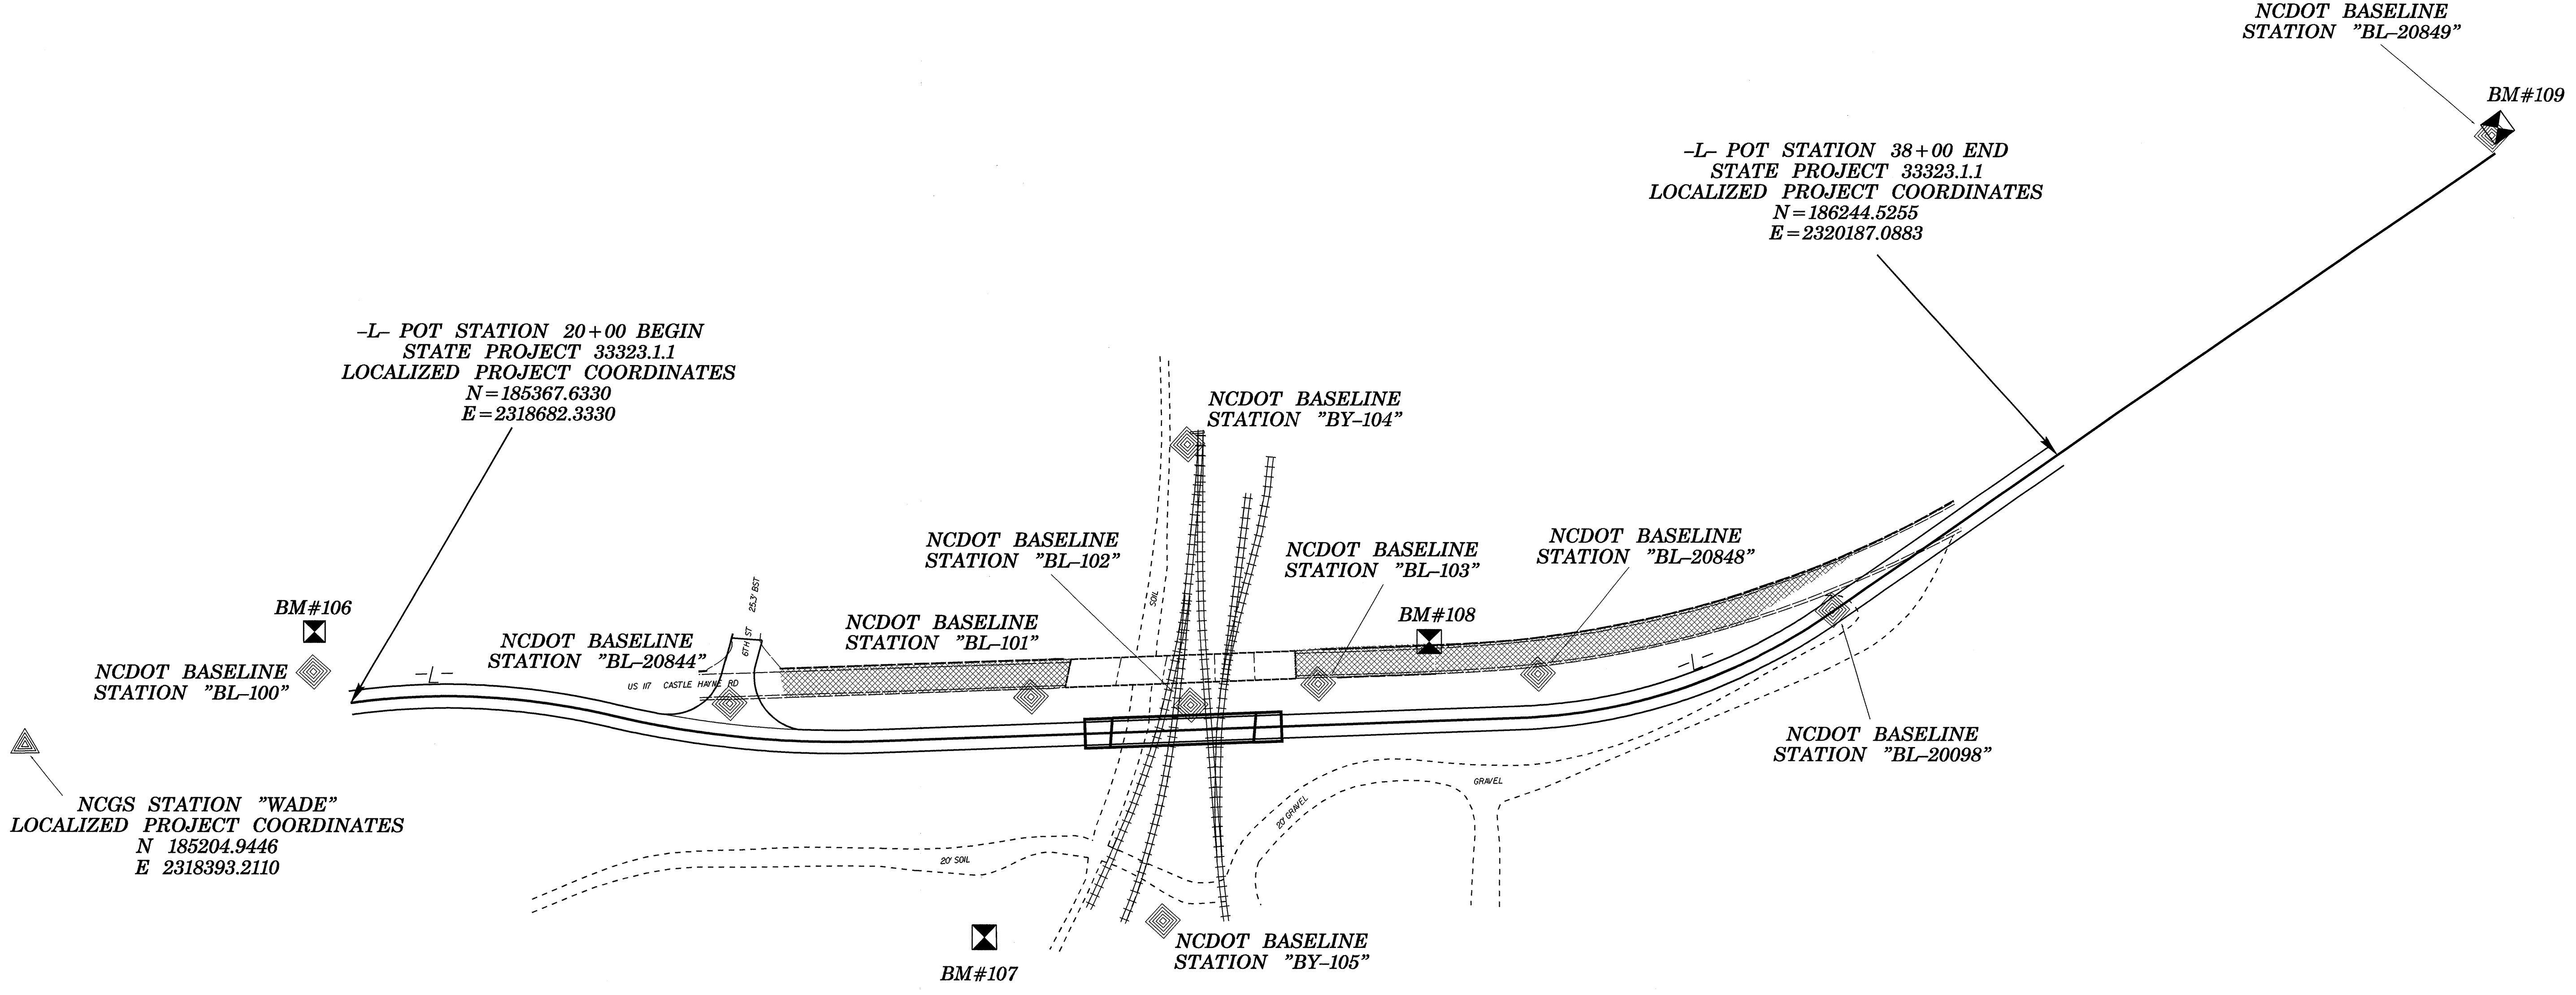 NCDOT BASELINE
STATION "BL–20849"
BM#109
–L– POT STATION 38+00 END
STATE PROJECT 33323.1.1
LOCALIZED PROJECT COORDINATES
N=186244.5255
E=2320187.0883
–L– POT STATION 20+00 BEGIN
STATE PROJECT 33323.1.1
LOCALIZED PROJECT COORDINATES
N=185367.6330
E=2318682.3330
NCDOT BASELINE
STATION "BY–104"
NCDOT BASELINE
STATION "BL–102"
NCDOT BASELINE
STATION "BL–103"
NCDOT BASELINE
STATION "BL–20848"
BM#106
25.3' BST
6TH ST
SOIL
NCDOT BASELINE
STATION "BL–101"
BM#108
NCDOT BASELINE
STATION "BL–20844"
NCDOT BASELINE
STATION "BL–100"
–L–
US 117 CASTLE HAYNE RD
–L–
NCDOT BASELINE
STATION "BL–20098"
NCGS STATION "WADE"
LOCALIZED PROJECT COORDINATES
N 185204.9446
E 2318393.2110
GRAVEL
20' GRAVEL
20' SOIL
NCDOT BASELINE
STATION "BY–105"
BM#107